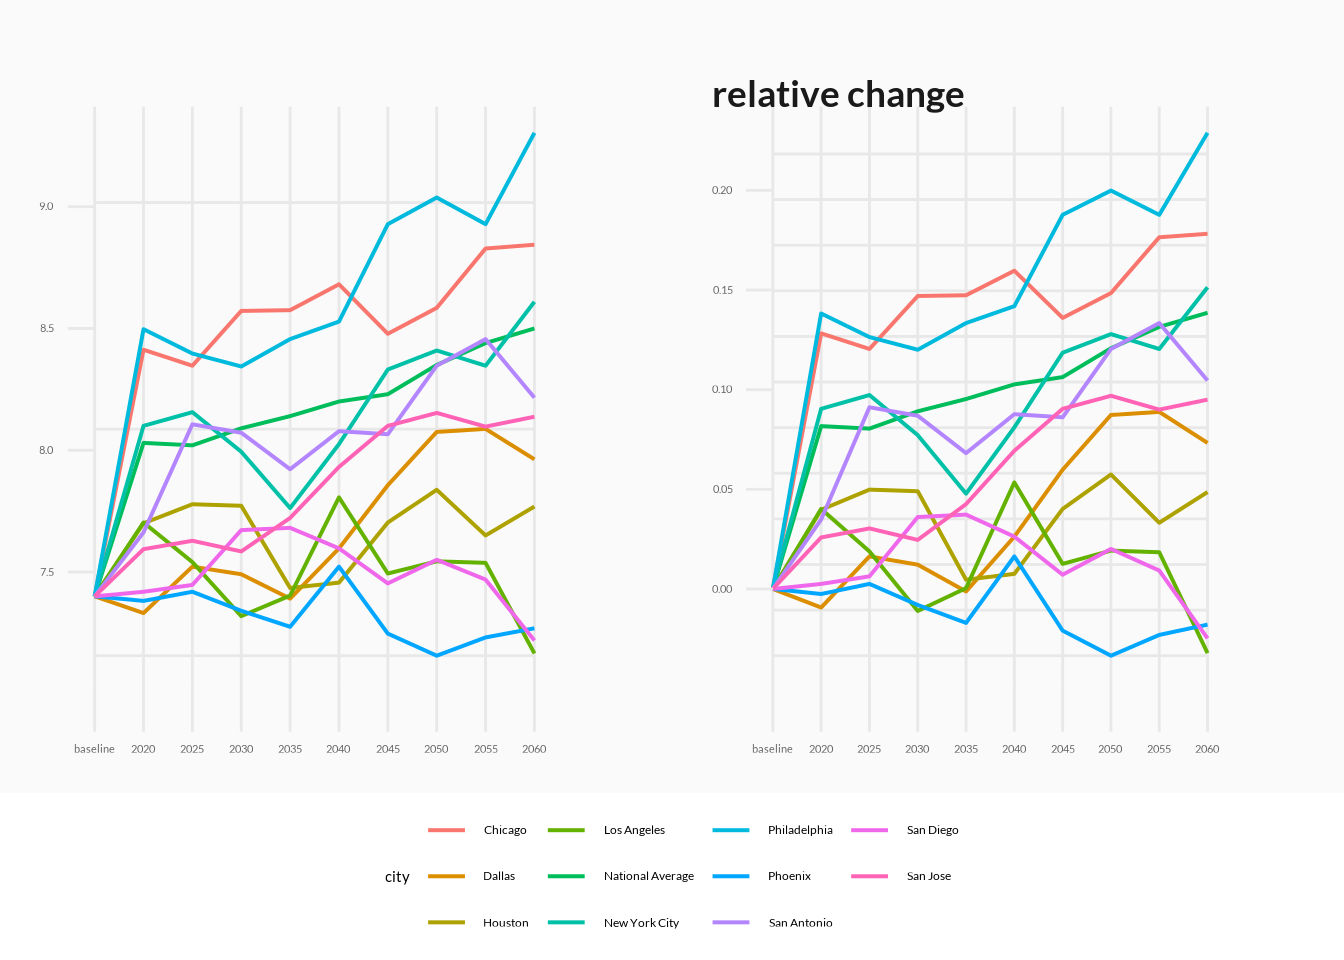 relative change
9.0
8.5
8.0
7.5
baseline 2020 2025 2030 2035 2040 2045 2050 2055 2060
0.20
0.15
0.10
0.05
0.00
baseline 2020 2025 2030 2035 2040 2045 2050 2055 2060
city
Chicago
Dallas
Houston
Los Angeles
National Average
New York City
Philadelphia
Phoenix
San Antonio
San Diego
San Jose